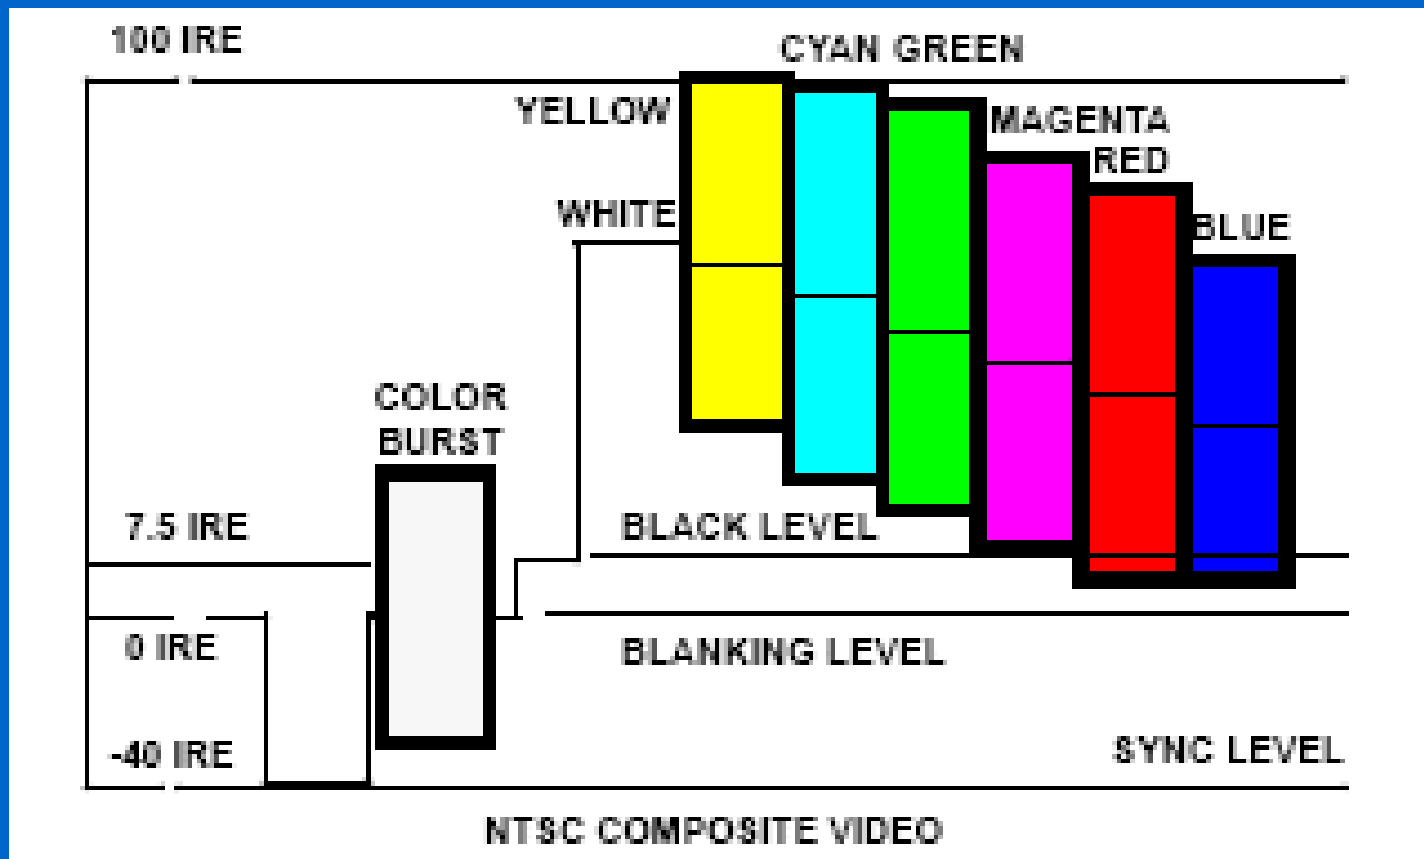 100 IRE
CYAN GREEN
YELLOW
MAGENTA
RED
WHITE
BLUE
COLOR
BURST
7.5 IRE
BLACK LEVEL
0 IRE
BLANKING LEVEL
-40 IRE
SYNC LEVEL
NTSC COMPOSITE VIDEO